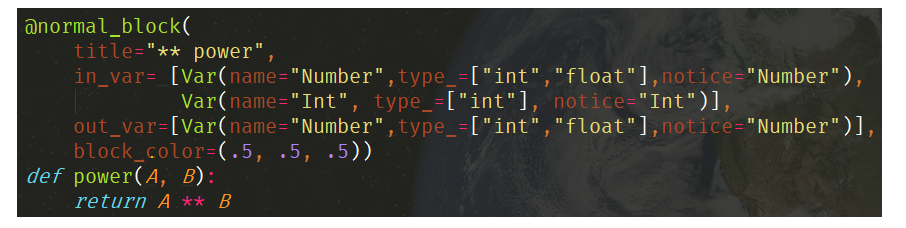 @normal_block(
    title="** power",
    in_var= [Var(name="Number",type_=["int","float"],notice="Number"),
             Var(name="Int", type_=["int"], notice="Int")],
    out_var=[Var(name="Number",type_=["int","float"],notice="Number")],
    block_color=(.5, .5, .5))
def power(A, B):
    return A ** B